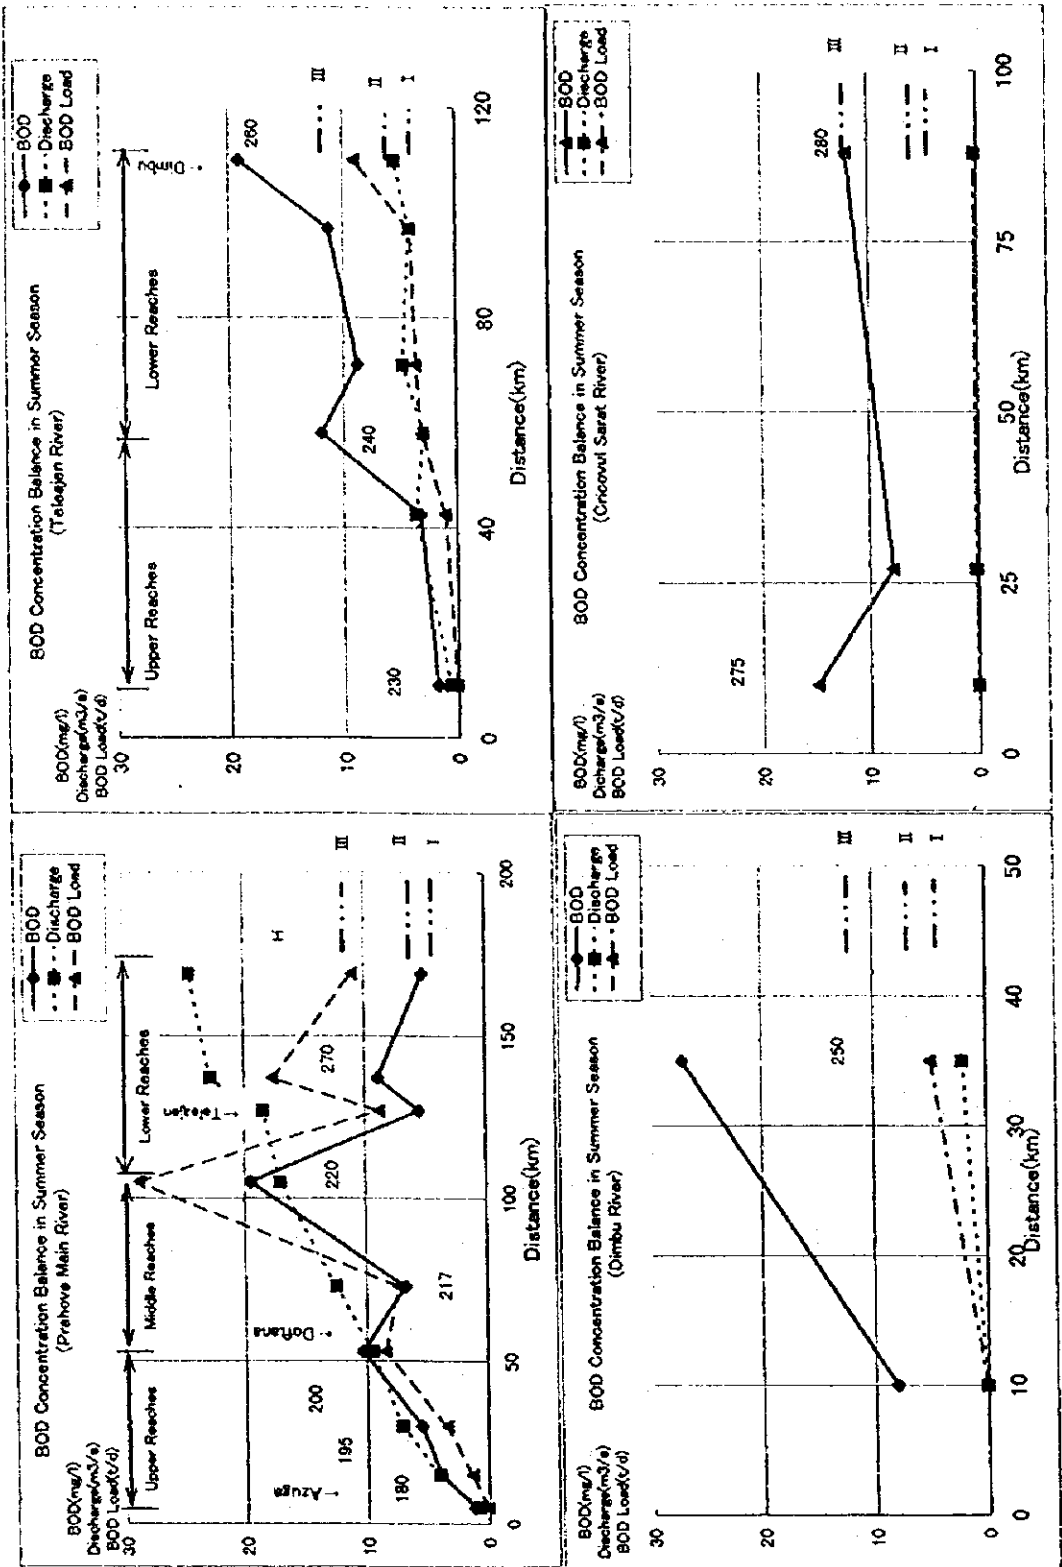 BOD Concentration Balance in Summer Season
(Prahova Main River)
BOD(mg/l)
Discharge(m3/s)
BOD Load(t/d)
BOD
Discharge
BOD Load
Upper Reaches
Middle Reaches
Lower Reaches
30
20
10
0
Azuga
Doftana
Teleajen
180
195
200
217
220
270
H
III
II
I
0
50
100
150
200
Distance(km)
BOD Concentration Balance in Summer Season
(Teleajen River)
BOD(mg/l)
Discharge(m3/s)
BOD Load(t/d)
BOD
Discharge
BOD Load
Upper Reaches
Lower Reaches
30
20
10
0
Dimbu
230
240
260
III
II
I
0
40
80
120
Distance(km)
BOD Concentration Balance in Summer Season
(Dimbu River)
BOD(mg/l)
Discharge(m3/s)
BOD Load(t/d)
BOD
Discharge
BOD Load
30
20
10
0
250
III
II
I
0
10
20
30
40
50
Distance(km)
BOD Concentration Balance in Summer Season
(Cricovul Sarat River)
BOD(mg/l)
Dicharge(m3/s)
BOD Load(t/d)
BOD
Discharge
BOD Load
30
20
10
0
275
280
III
II
I
0
25
50
75
100
Distance(km)